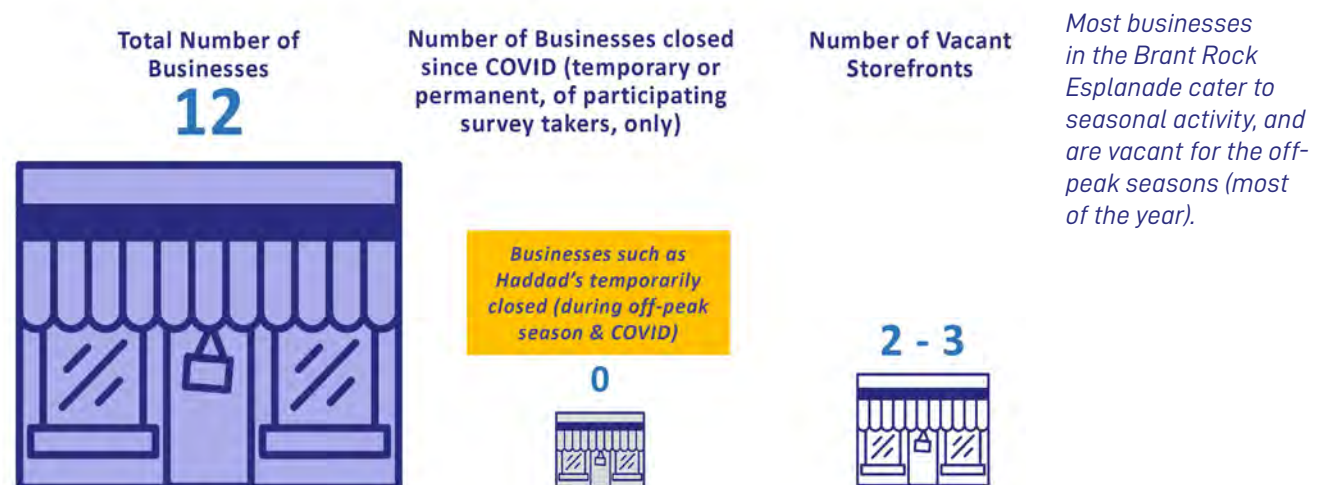 Total Number of
Businesses
12
Number of Businesses closed
since COVID (temporary or
permanent, of participating
survey takers, only)
Businesses such as
Haddad's temporarily
closed (during off-peak
season & COVID)
0
Number of Vacant
Storefronts
2 - 3
Most businesses
in the Brant Rock
Esplanade cater to
seasonal activity, and
are vacant for the off-
peak seasons (most
of the year).